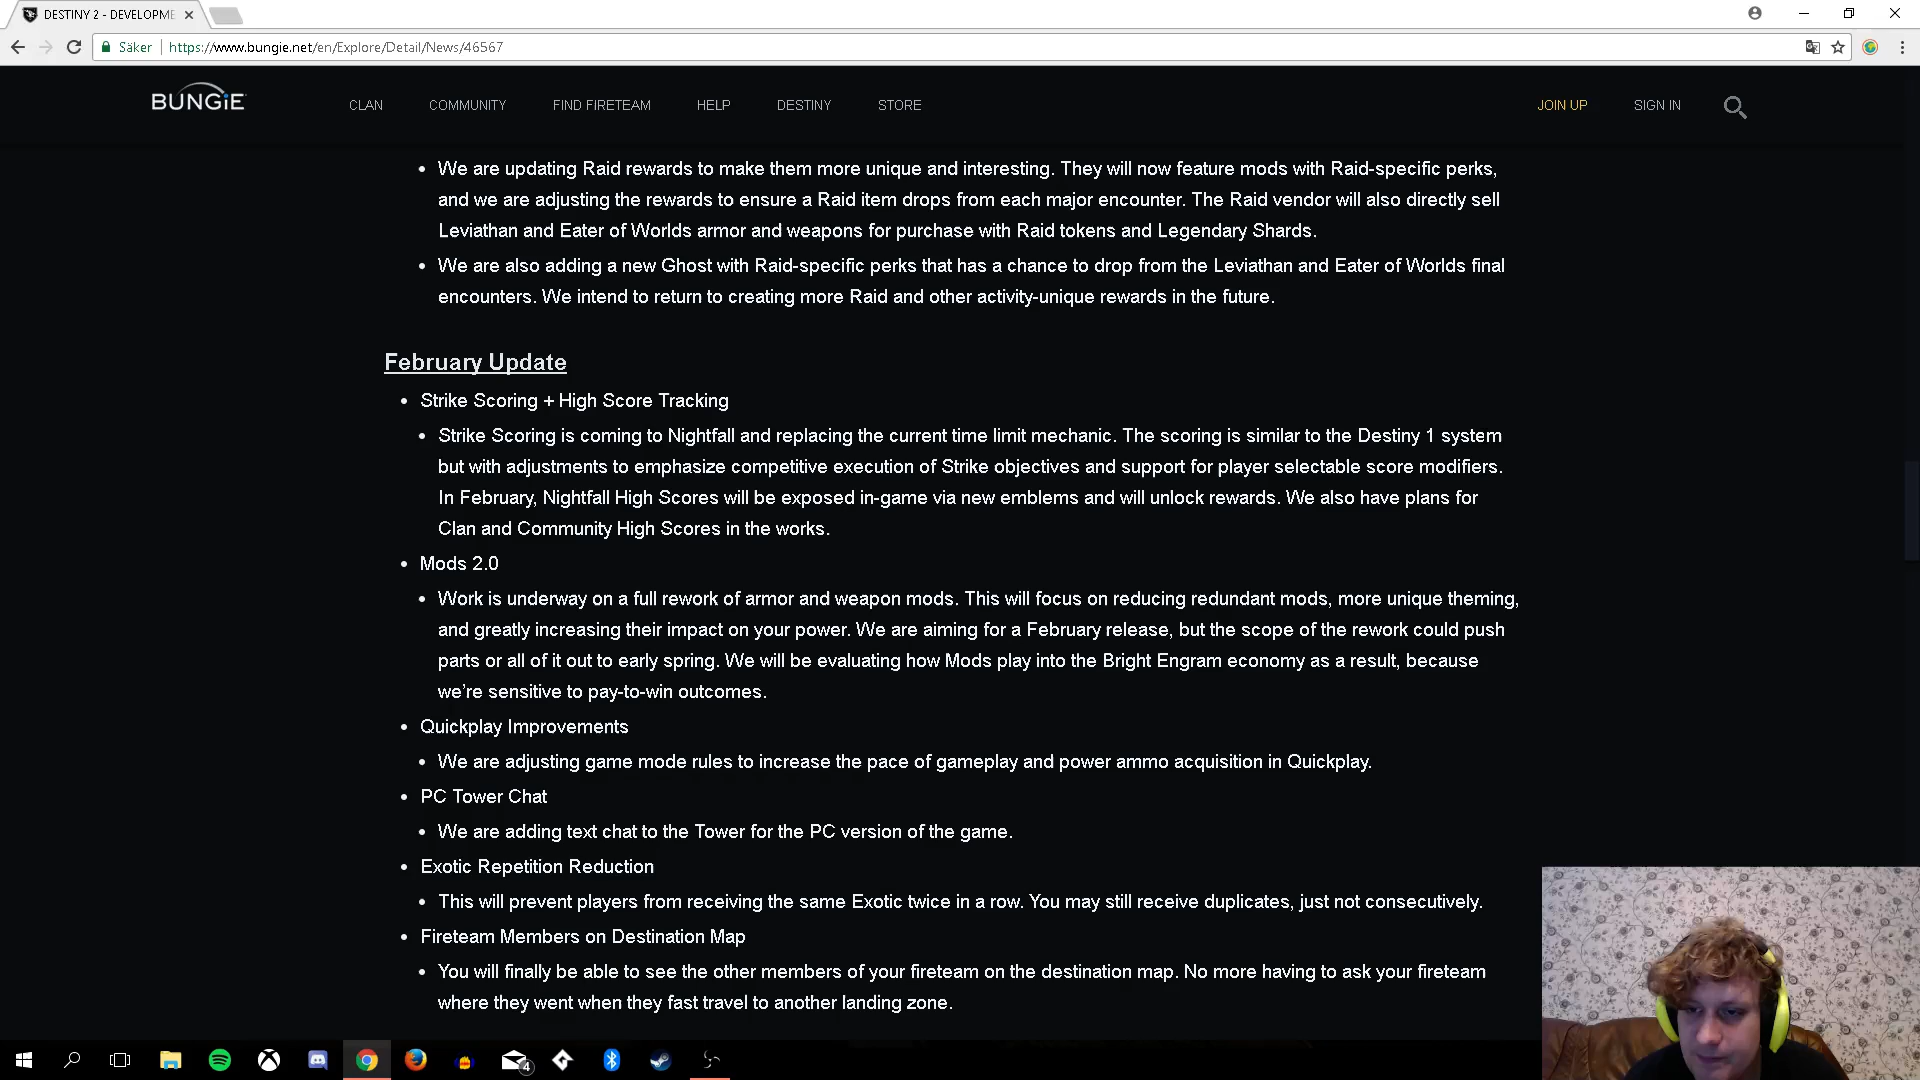 DESTINY 2 - DEVELOPME
Säker
https://www.bungie.net/en/Explore/Detail/News/46567
BUNGiE
CLAN
COMMUNITY
FIND FIRETEAM
HELP
DESTINY
STORE
JOIN UP
SIGN IN
• We are updating Raid rewards to make them more unique and interesting. They will now feature mods with Raid-specific perks,
and we are adjusting the rewards to ensure a Raid item drops from each major encounter. The Raid vendor will also directly sell
Leviathan and Eater of Worlds armor and weapons for purchase with Raid tokens and Legendary Shards.
• We are also adding a new Ghost with Raid-specific perks that has a chance to drop from the Leviathan and Eater of Worlds final
encounters. We intend to return to creating more Raid and other activity-unique rewards in the future.
February Update
• Strike Scoring + High Score Tracking
• Strike Scoring is coming to Nightfall and replacing the current time limit mechanic. The scoring is similar to the Destiny 1 system
but with adjustments to emphasize competitive execution of Strike objectives and support for player selectable score modifiers.
In February, Nightfall High Scores will be exposed in-game via new emblems and will unlock rewards. We also have plans for
Clan and Community High Scores in the works.
• Mods 2.0
• Work is underway on a full rework of armor and weapon mods. This will focus on reducing redundant mods, more unique theming,
and greatly increasing their impact on your power. We are aiming for a February release, but the scope of the rework could push
parts or all of it out to early spring. We will be evaluating how Mods play into the Bright Engram economy as a result, because
we’re sensitive to pay-to-win outcomes.
• Quickplay Improvements
• We are adjusting game mode rules to increase the pace of gameplay and power ammo acquisition in Quickplay.
• PC Tower Chat
• We are adding text chat to the Tower for the PC version of the game.
• Exotic Repetition Reduction
• This will prevent players from receiving the same Exotic twice in a row. You may still receive duplicates, just not consecutively.
• Fireteam Members on Destination Map
• You will finally be able to see the other members of your fireteam on the destination map. No more having to ask your fireteam
where they went when they fast travel to another landing zone.
4